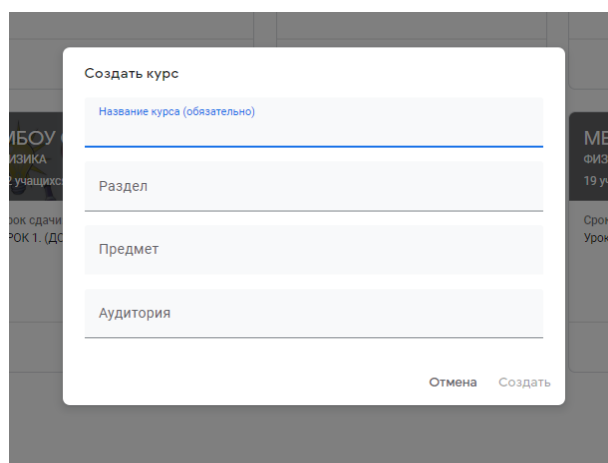 Создать курс
Название курса (обязательно)
Раздел
Предмет
Аудитория
Отмена Создать
МБОУ
ФИЗИКА
2 учащихся
рок сдачи
РОК 1. (ДО
МБ
ФИЗ
19 уч
Срок
Урок